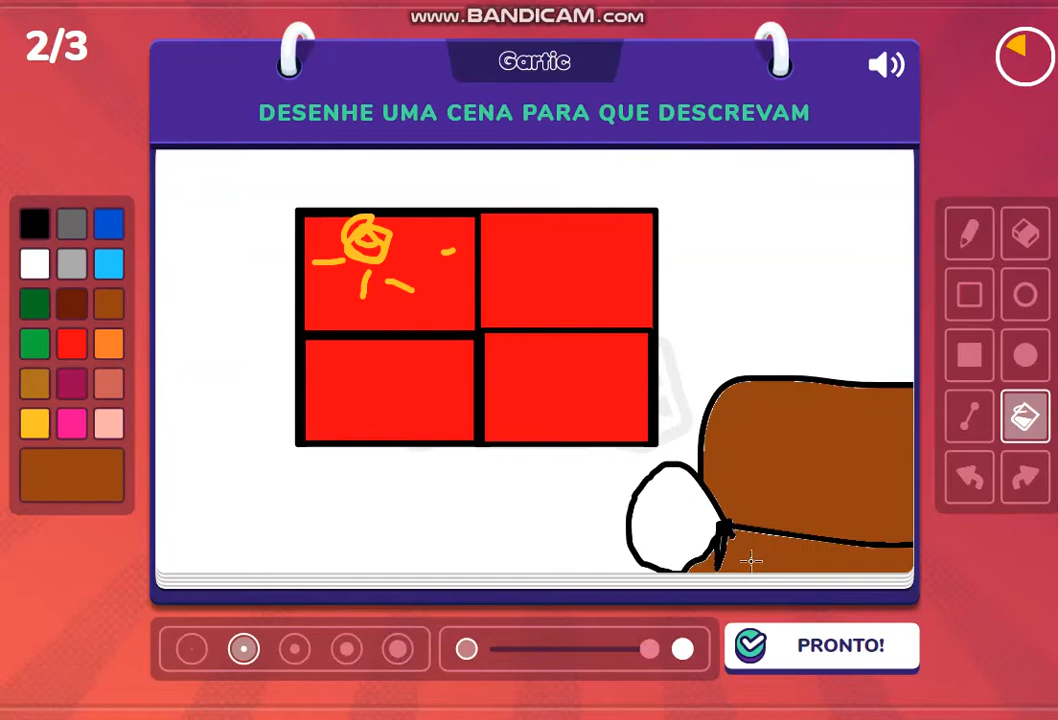 www.BANDICAM.com
2/3
Gartic
DESENHE UMA CENA PARA QUE DESCREVAM
PRONTO!